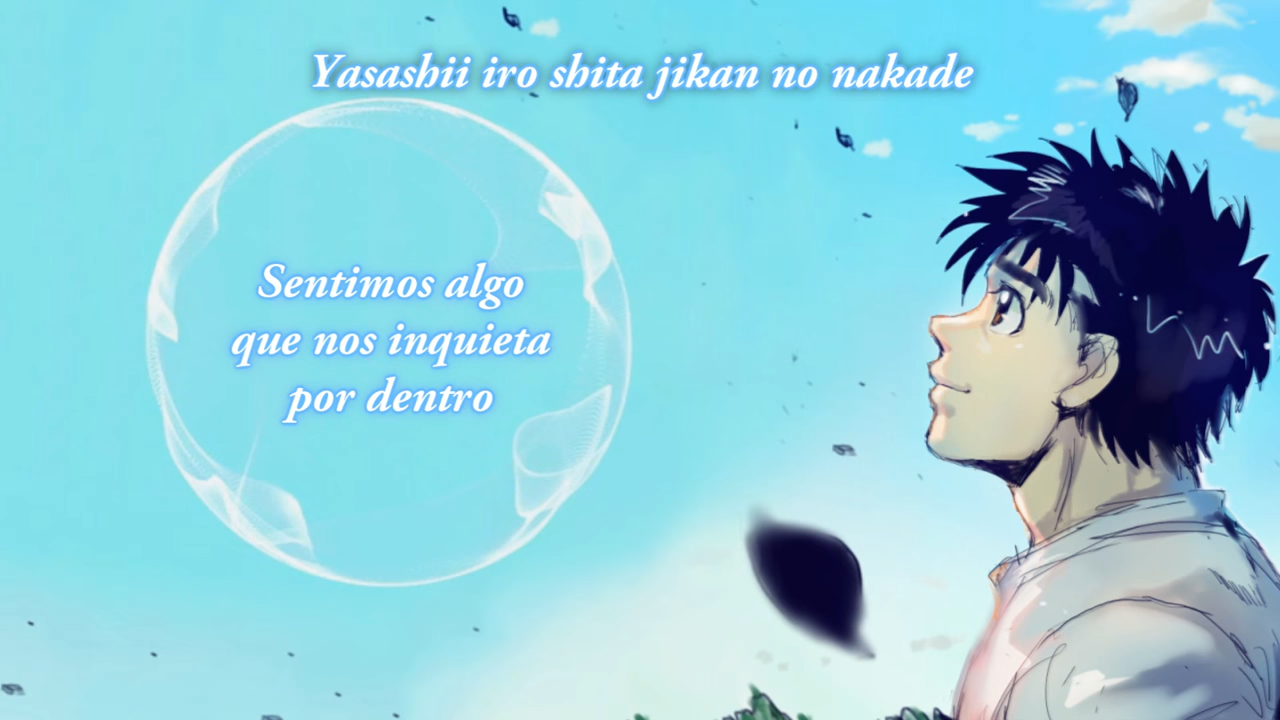 Yasashii iro shita jikan no nakade
Sentimos algo
que nos inquieta
por dentro